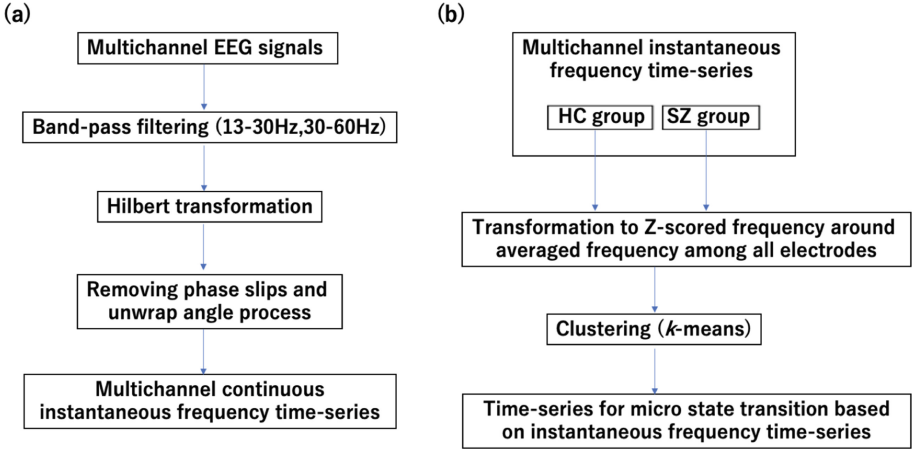 (a)
Multichannel EEG signals
Band-pass filtering (13-30Hz,30-60Hz)
Hilbert transformation
Removing phase slips and
unwrap angle process
Multichannel continuous
instantaneous frequency time-series
(b)
Multichannel instantaneous
frequency time-series
HC group
SZ group
Transformation to Z-scored frequency around
averaged frequency among all electrodes
Clustering (k-means)
Time-series for micro state transition based
on instantaneous frequency time-series